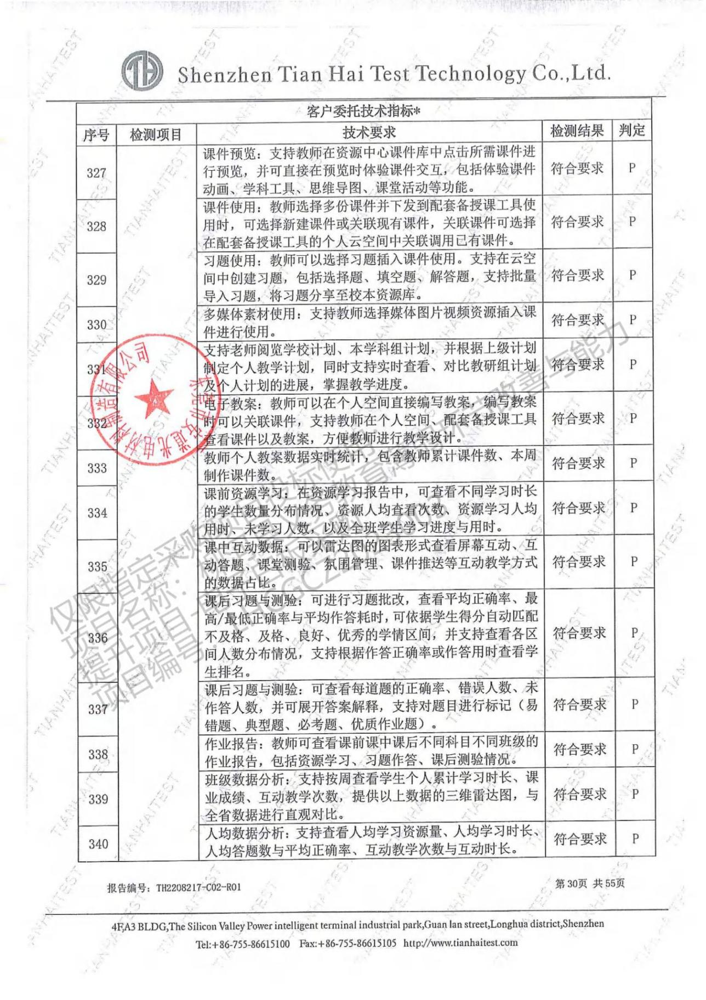 Shenzhen Tian Hai Test Technology Co.,Ltd.
客户委托技术指标*
序号 检测项目 技术要求 检测结果 判定
327 课件预览：支持教师在资源中心课件库中点击所需课件进 符合要求 P
行预览，并可直接在预览时体验课件交互，包括体验课件
动画、学科工具、思维导图、课堂活动等功能。
328 课件使用：教师选择多份课件并下发到配套备授课工具使 符合要求 P
用时，可选择新建课件或关联现有课件，关联课件可选择
在配套备授课工具的个人云空间中关联调用已有课件。
329 习题使用：教师可以选择习题插入课件使用。支持在云空 符合要求 P
间中创建习题，包括选择题、填空题、解答题，支持批量
导入习题，将习题分享至校本资源库。
330 多媒体素材使用：支持教师选择媒体图片视频资源插入课 符合要求 P
件进行使用。
331 支持老师阅览学校计划、本学科组计划，并根据上级计划 符合要求 P
制定个人教学计划，同时支持实时查看、对比教研组计划
及个人计划的进展，掌握教学进度。
332 电子教案：教师可以在个人空间直接编写教案，编写教案 符合要求 P
时可以关联课件，支持教师在个人空间、配套备授课工具
查看课件以及教案，方便教师进行教学设计。
333 教师个人教案数据实时统计，包含教师累计课件数、本周 符合要求 P
制作课件数。
334 课前资源学习：在资源学习报告中，可查看不同学习时长 符合要求 P
的学生数量分布情况、资源人均查看次数、资源学习人均
用时、未学习人数，以及全班学生学习进度与用时。
335 课中互动数据：可以雷达图的图表形式查看屏幕互动、互 符合要求 P
动答题、课堂测验、氛围管理、课件推送等互动教学方式
的数据占比。
336 课后习题与测验：可进行习题批改，查看平均正确率、最 符合要求 P
高/最低正确率与平均作答耗时，可依据学生得分自动匹配
不及格、及格、良好、优秀的学情区间，并支持查看各区
间人数分布情况，支持根据作答正确率或作答用时查看学
生排名。
337 课后习题与测验：可查看每道题的正确率、错误人数、未 符合要求 P
作答人数，并可展开答案解释，支持对题目进行标记（易
错题、典型题、必考题、优质作业题）。
338 作业报告：教师可查看课前课中课后不同科目不同班级的 符合要求 P
作业报告，包括资源学习、习题作答、课后测验情况。
339 班级数据分析：支持按周查看学生个人累计学习时长、课 符合要求 P
业成绩、互动教学次数，提供以上数据的三维雷达图，与
全省数据进行直观对比。
340 人均数据分析：支持查看人均学习资源量、人均学习时长、 符合要求 P
人均答题数与平均正确率、互动教学次数与互动时长。
东莞市安道光电材料制造有限公司
仅限指定采购项目投标使用
报告编号：TH2208217-C02-R01 第30页 共55页
4F,A3 BLDG,The Silicon Valley Power intelligent terminal industrial park,Guan lan street,Longhua district,Shenzhen
Tel:+86-755-86615100 Fax:+86-755-86615105 http://www.tianhaitest.com